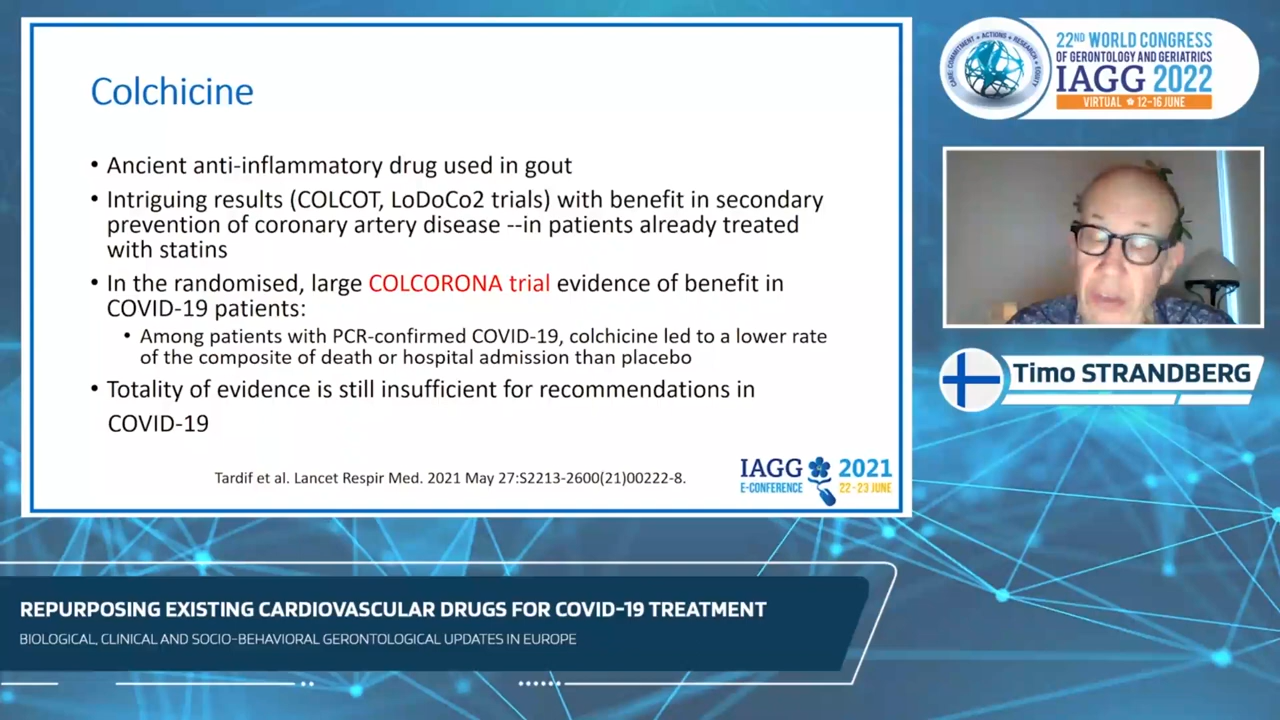 Colchicine
• Ancient anti-inflammatory drug used in gout
• Intriguing results (COLCOT, LoDoCo2 trials) with benefit in secondary
prevention of coronary artery disease --in patients already treated
with statins
• In the randomised, large COLCORONA trial evidence of benefit in
COVID-19 patients:
• Among patients with PCR-confirmed COVID-19, colchicine led to a lower rate
of the composite of death or hospital admission than placebo
• Totality of evidence is still insufficient for recommendations in
COVID-19
Tardif et al. Lancet Respir Med. 2021 May 27:S2213-2600(21)00222-8.
IAGG 2021
E-CONFERENCE 22-23 JUNE
CARE COMMITMENT • ACTIONS • RESEARCH • EQUITY
22ND WORLD CONGRESS
OF GERONTOLOGY AND GERIATRICS
IAGG 2022
VIRTUAL 12-16 JUNE
Timo STRANDBERG
REPURPOSING EXISTING CARDIOVASCULAR DRUGS FOR COVID-19 TREATMENT
BIOLOGICAL, CLINICAL AND SOCIO-BEHAVIORAL GERONTOLOGICAL UPDATES IN EUROPE